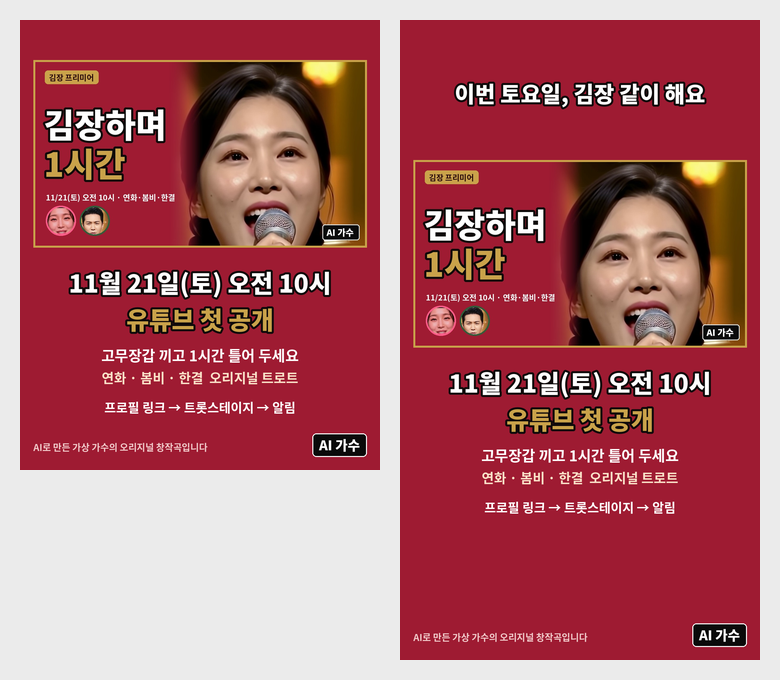 김장 프리미어
김장하며
1시간
11/21(토) 오전 10시 · 연화·봄비·한결
AI 가수
11월 21일(토) 오전 10시
유튜브 첫 공개
고무장갑 끼고 1시간 틀어 두세요
연화 · 봄비 · 한결 오리지널 트로트
프로필 링크 → 트롯스테이지 → 알림
AI로 만든 가상 가수의 오리지널 창작곡입니다
AI 가수
이번 토요일, 김장 같이 해요
김장 프리미어
김장하며
1시간
11/21(토) 오전 10시 · 연화·봄비·한결
AI 가수
11월 21일(토) 오전 10시
유튜브 첫 공개
고무장갑 끼고 1시간 틀어 두세요
연화 · 봄비 · 한결 오리지널 트로트
프로필 링크 → 트롯스테이지 → 알림
AI로 만든 가상 가수의 오리지널 창작곡입니다
AI 가수